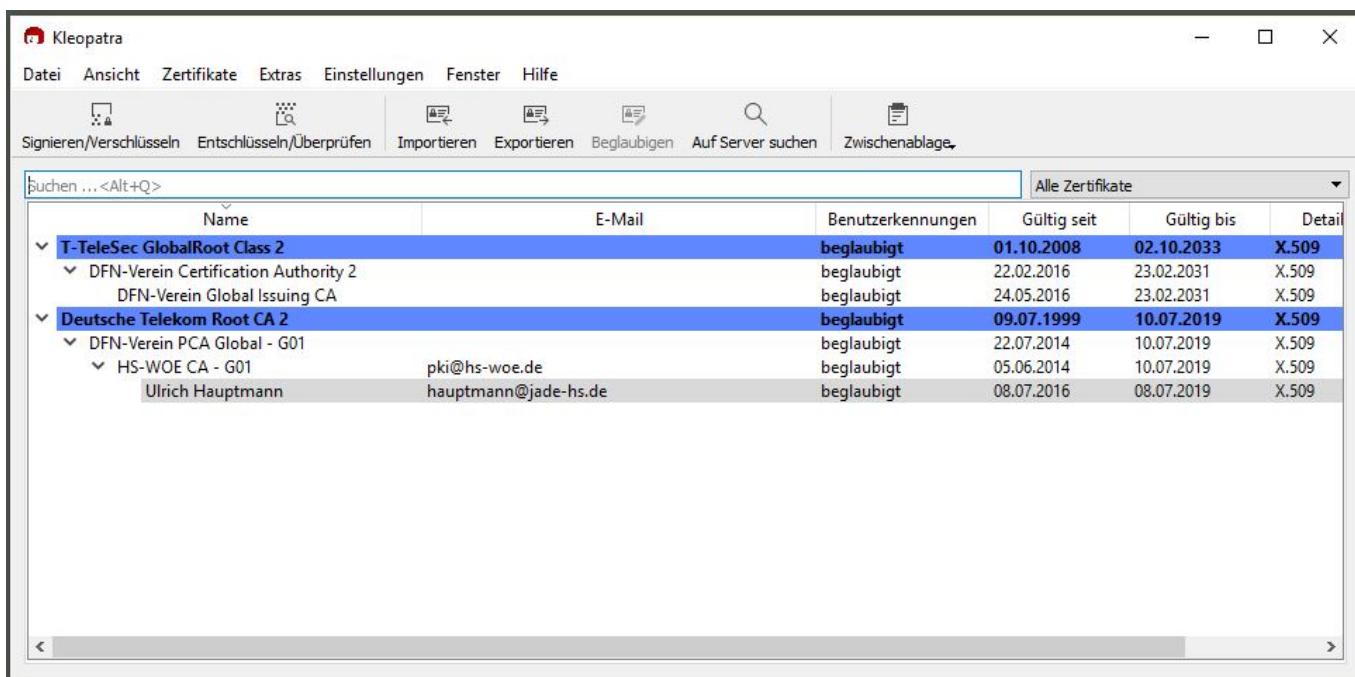 Kleopatra
Datei Ansicht Zertifikate Extras Einstellungen Fenster Hilfe
Signieren/Verschlüsseln Entschlüsseln/Überprüfen Importieren Exportieren Beglaubigen Auf Server suchen Zwischenablage
Suchen ...<Alt+Q> Alle Zertifikate
Name E-Mail Benutzerkennungen Gültig seit Gültig bis Detail
T-TeleSec GlobalRoot Class 2 beglaubigt 01.10.2008 02.10.2033 X.509
DFN-Verein Certification Authority 2 beglaubigt 22.02.2016 23.02.2031 X.509
DFN-Verein Global Issuing CA beglaubigt 24.05.2016 23.02.2031 X.509
Deutsche Telekom Root CA 2 beglaubigt 09.07.1999 10.07.2019 X.509
DFN-Verein PCA Global - G01 beglaubigt 22.07.2014 10.07.2019 X.509
HS-WOE CA - G01 pki@hs-woe.de beglaubigt 05.06.2014 10.07.2019 X.509
Ulrich Hauptmann hauptmann@jade-hs.de beglaubigt 08.07.2016 08.07.2019 X.509